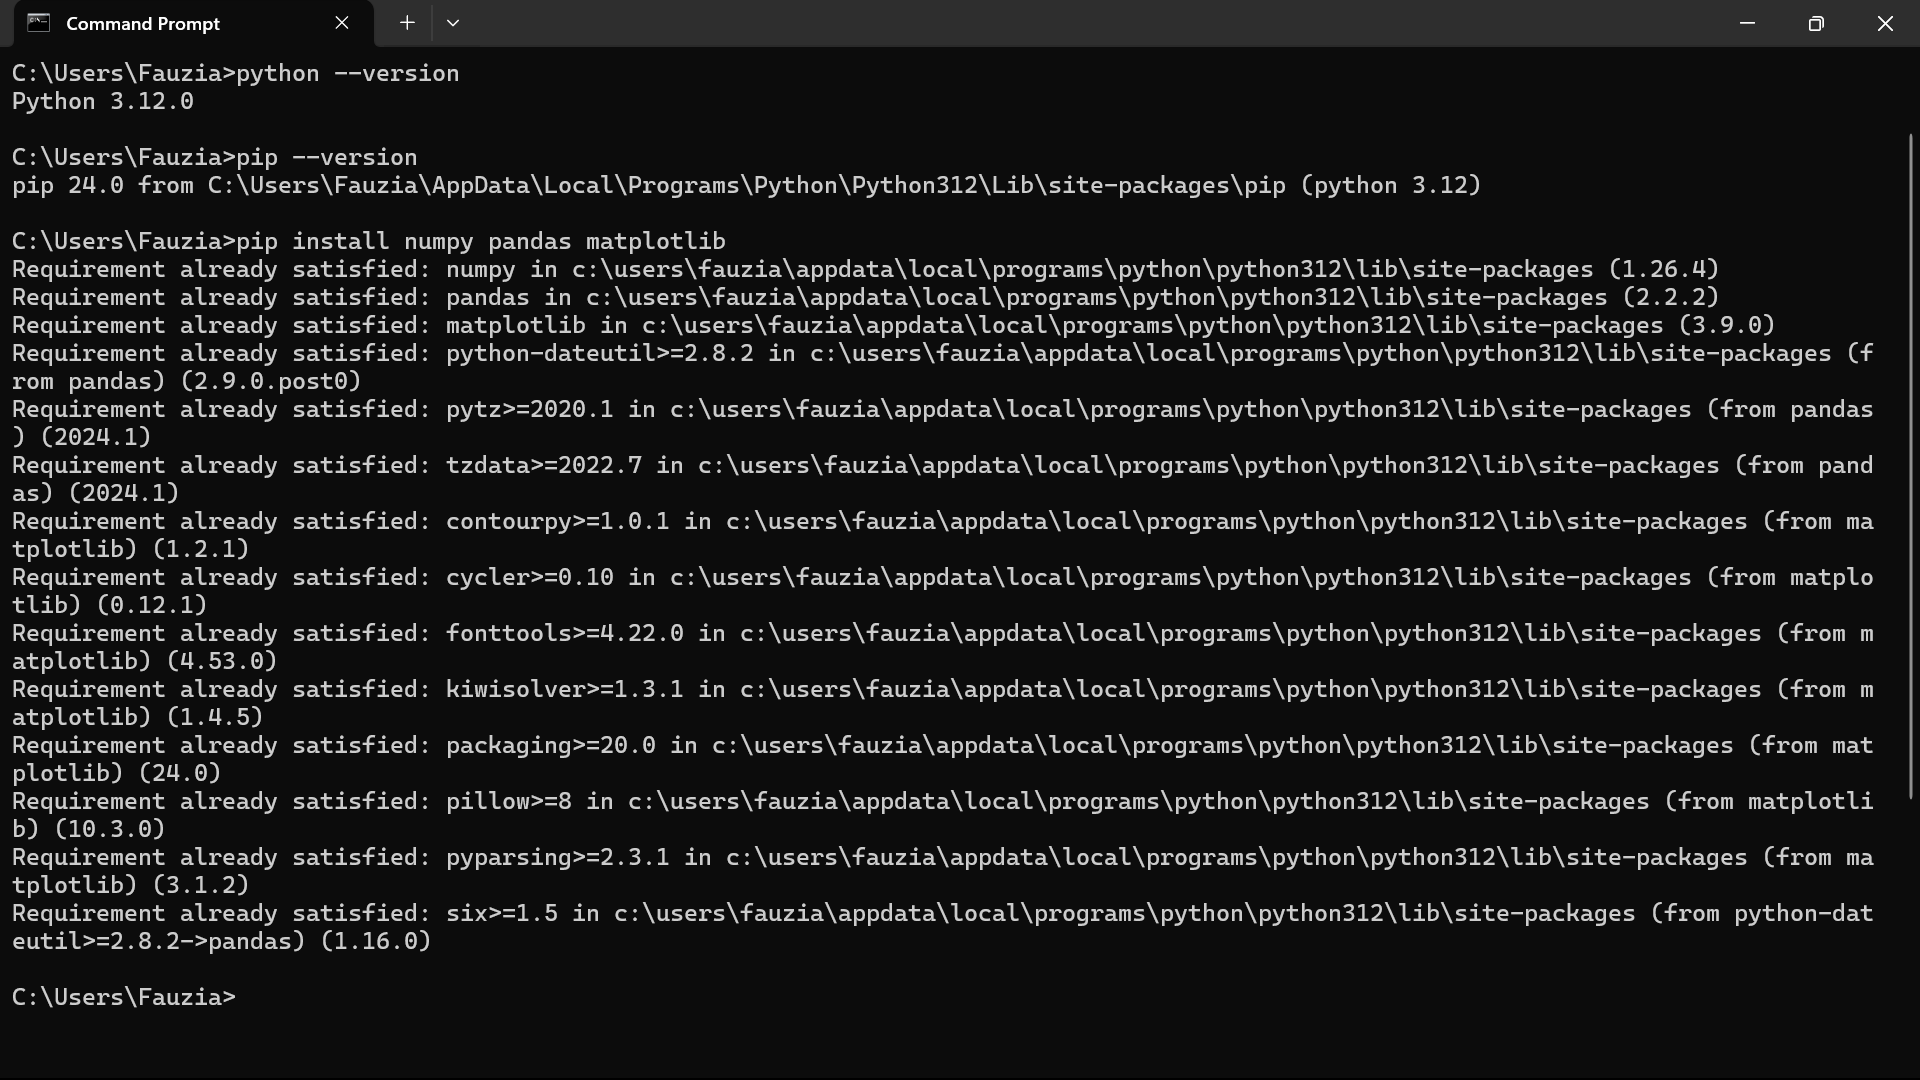 Command Prompt
C:\Users\Fauzia>python --version
Python 3.12.0
C:\Users\Fauzia>pip --version
pip 24.0 from C:\Users\Fauzia\AppData\Local\Programs\Python\Python312\Lib\site-packages\pip (python 3.12)
C:\Users\Fauzia>pip install numpy pandas matplotlib
Requirement already satisfied: numpy in c:\users\fauzia\appdata\local\programs\python\python312\lib\site-packages (1.26.4)
Requirement already satisfied: pandas in c:\users\fauzia\appdata\local\programs\python\python312\lib\site-packages (2.2.2)
Requirement already satisfied: matplotlib in c:\users\fauzia\appdata\local\programs\python\python312\lib\site-packages (3.9.0)
Requirement already satisfied: python-dateutil>=2.8.2 in c:\users\fauzia\appdata\local\programs\python\python312\lib\site-packages (f
rom pandas) (2.9.0.post0)
Requirement already satisfied: pytz>=2020.1 in c:\users\fauzia\appdata\local\programs\python\python312\lib\site-packages (from pandas
) (2024.1)
Requirement already satisfied: tzdata>=2022.7 in c:\users\fauzia\appdata\local\programs\python\python312\lib\site-packages (from pand
as) (2024.1)
Requirement already satisfied: contourpy>=1.0.1 in c:\users\fauzia\appdata\local\programs\python\python312\lib\site-packages (from ma
tplotlib) (1.2.1)
Requirement already satisfied: cycler>=0.10 in c:\users\fauzia\appdata\local\programs\python\python312\lib\site-packages (from matplo
tlib) (0.12.1)
Requirement already satisfied: fonttools>=4.22.0 in c:\users\fauzia\appdata\local\programs\python\python312\lib\site-packages (from m
atplotlib) (4.53.0)
Requirement already satisfied: kiwisolver>=1.3.1 in c:\users\fauzia\appdata\local\programs\python\python312\lib\site-packages (from m
atplotlib) (1.4.5)
Requirement already satisfied: packaging>=20.0 in c:\users\fauzia\appdata\local\programs\python\python312\lib\site-packages (from mat
plotlib) (24.0)
Requirement already satisfied: pillow>=8 in c:\users\fauzia\appdata\local\programs\python\python312\lib\site-packages (from matplotli
b) (10.3.0)
Requirement already satisfied: pyparsing>=2.3.1 in c:\users\fauzia\appdata\local\programs\python\python312\lib\site-packages (from ma
tplotlib) (3.1.2)
Requirement already satisfied: six>=1.5 in c:\users\fauzia\appdata\local\programs\python\python312\lib\site-packages (from python-dat
eutil>=2.8.2->pandas) (1.16.0)
C:\Users\Fauzia>